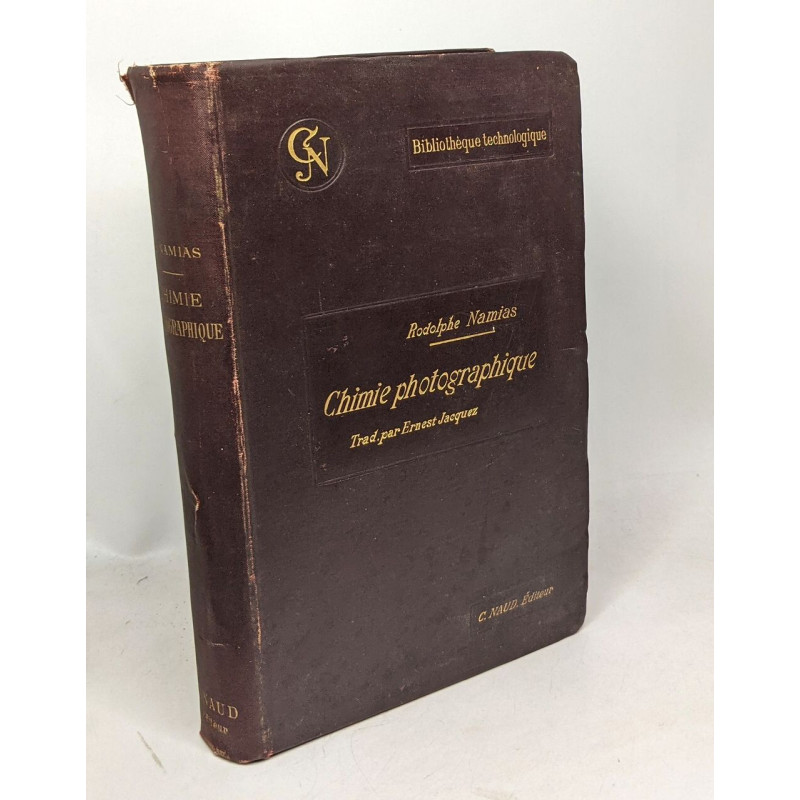 CN
Bibliothèque technologique
Rodolphe Namias
Chimie photographique
Trad. par Ernest Jacquez
C. NAUD, Éditeur
NAMIAS
CHIMIE
GRAPHIQUE
NAUD